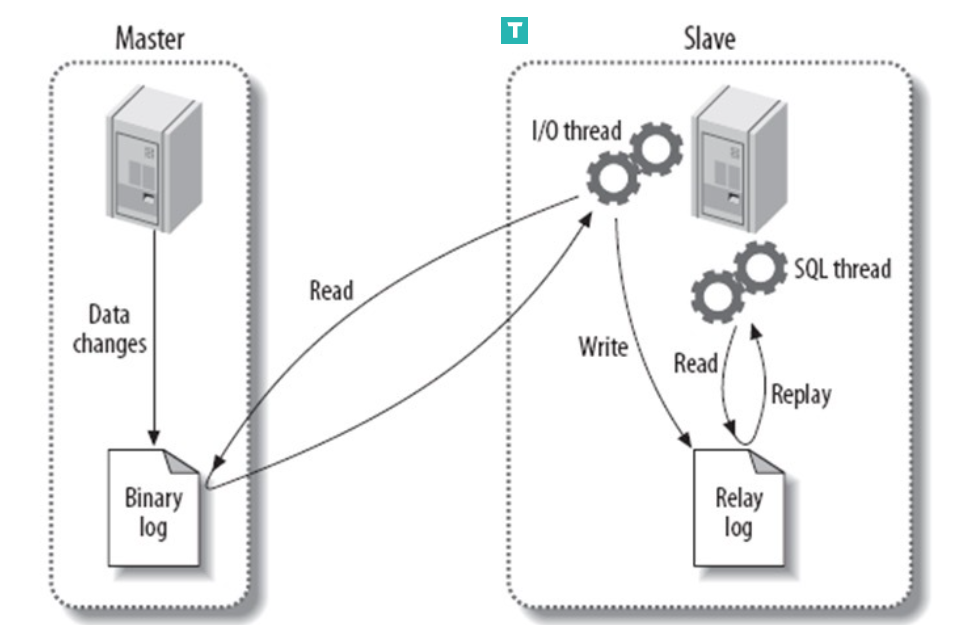 Master
T
Slave
I/O thread
SQL thread
Read
Data
changes
Write
Read
Replay
Binary
log
Relay
log